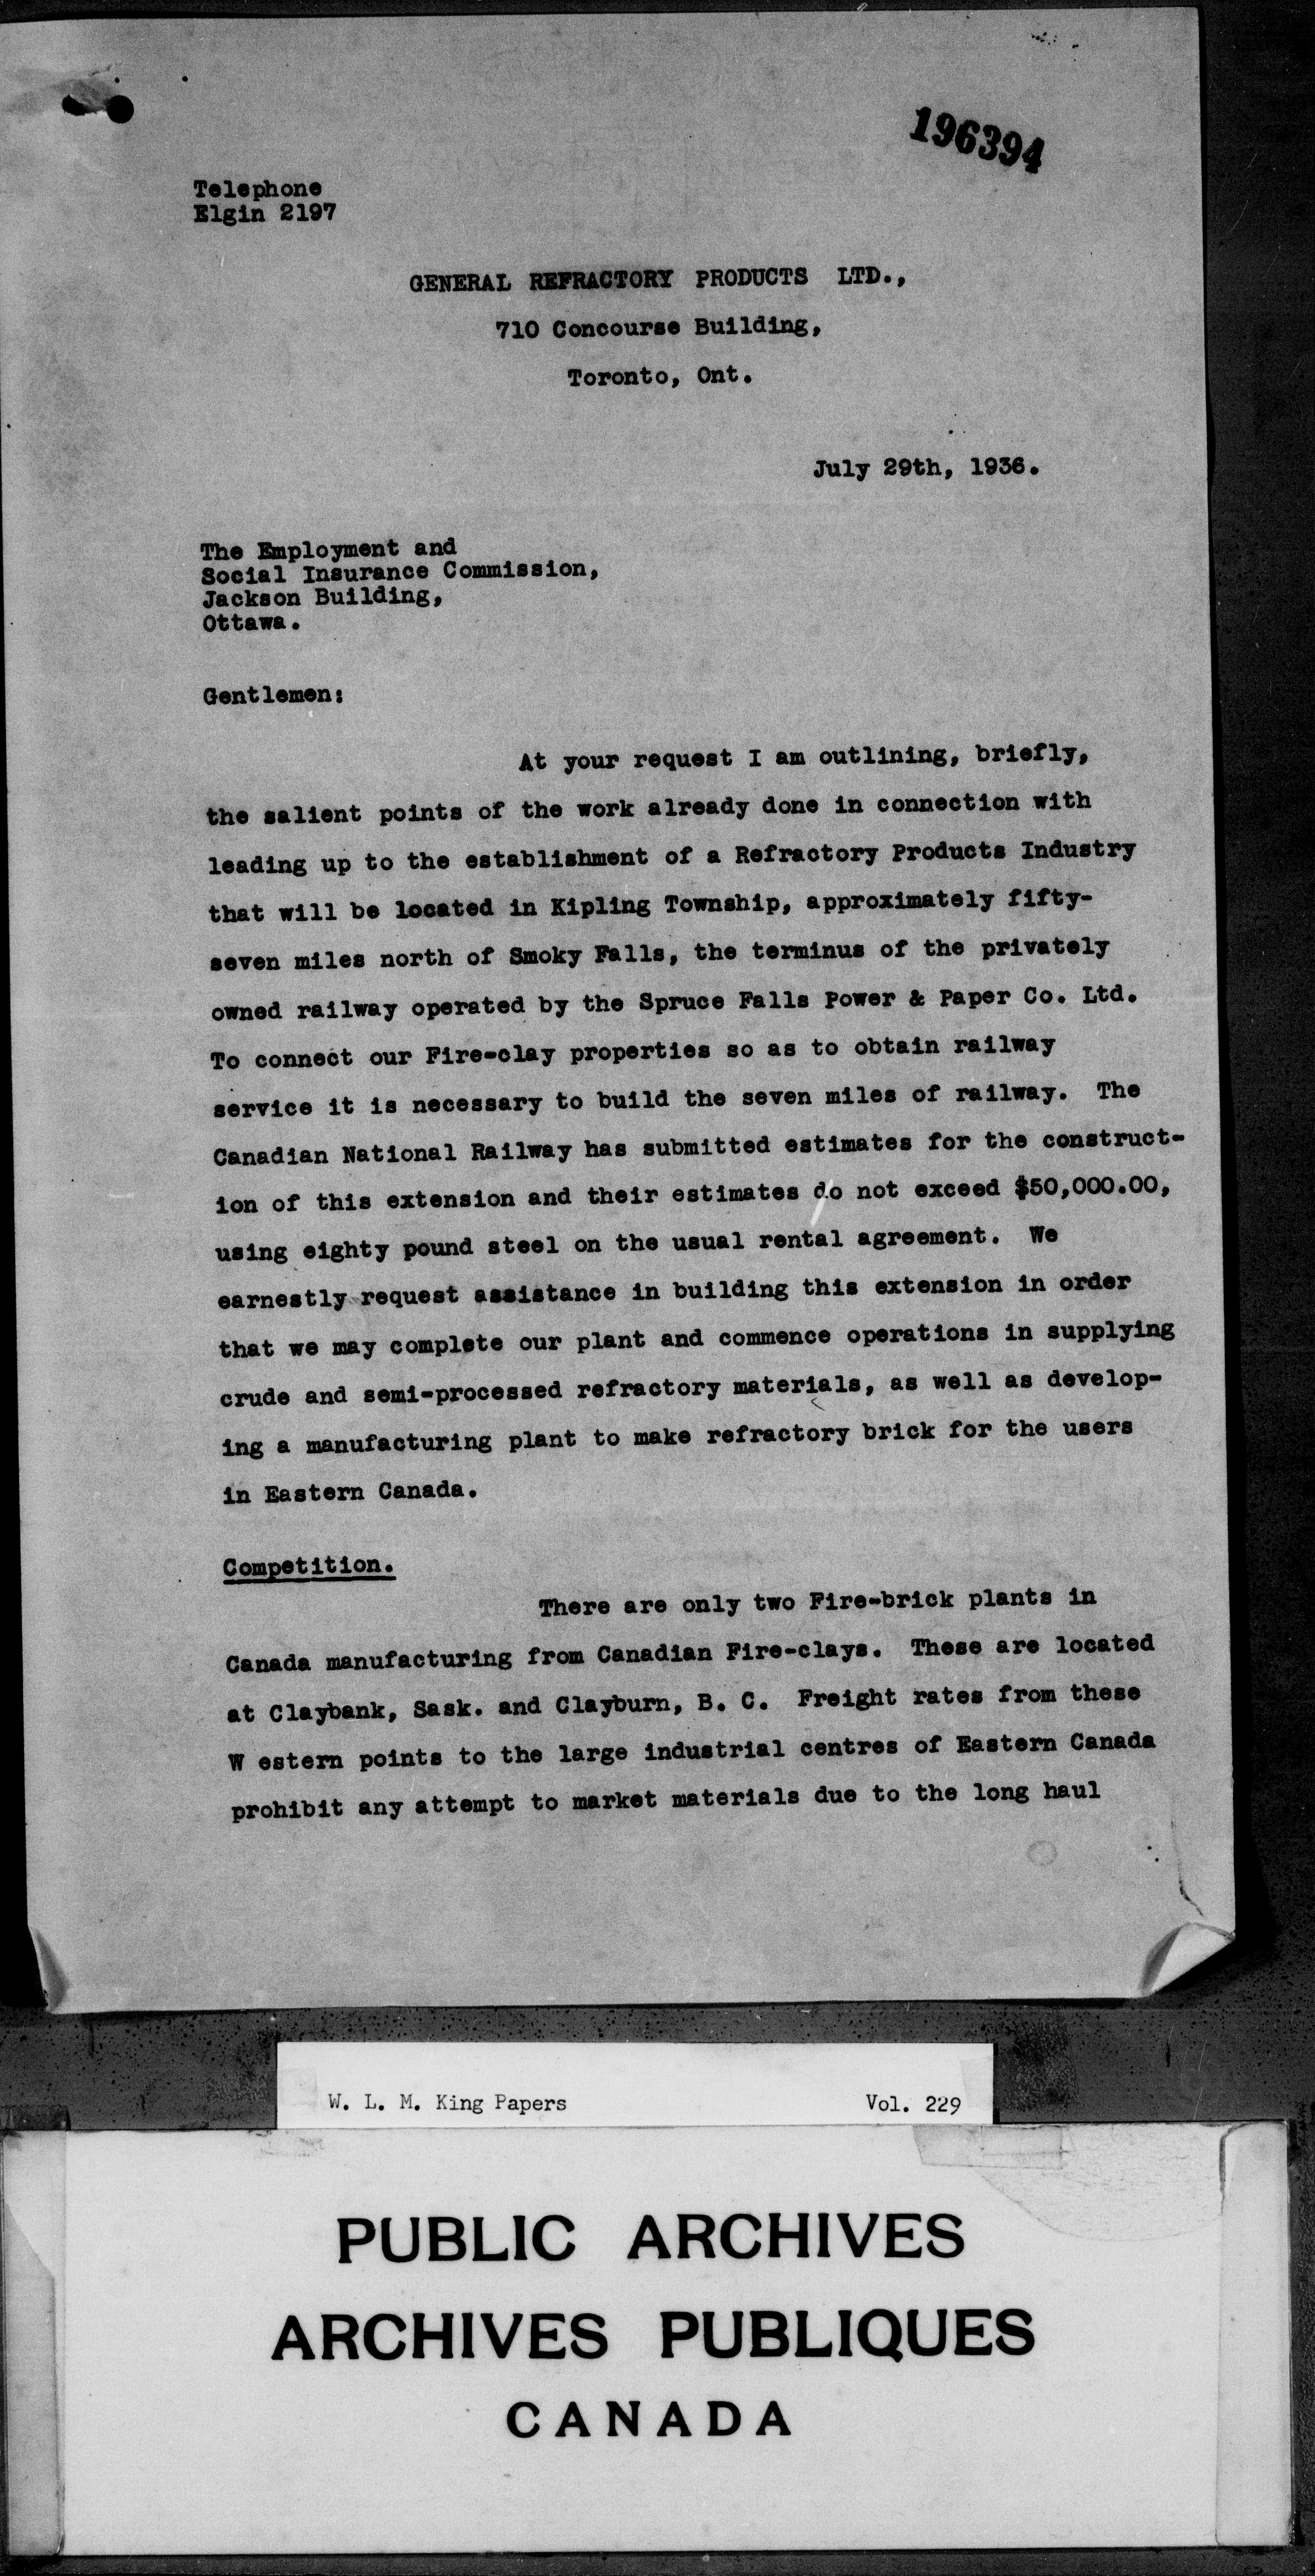 196394
Telephone
Elgin 2197
GENERAL REFRACTORY PRODUCTS LTD.,
710 Concourse Building,
Toronto, Ont.
July 29th, 1936.
The Employment and
Social Insurance Commission,
Jackson Building,
Ottawa.
Gentlemen:
At your request I am outlining, briefly,
the salient points of the work already done in connection with
leading up to the establishment of a Refractory Products Industry
that will be located in Kipling Township, approximately fifty-
seven miles north of Smoky Falls, the terminus of the privately
owned railway operated by the Spruce Falls Power & Paper Co. Ltd.
To connect our Fire-clay properties so as to obtain railway
service it is necessary to build the seven miles of railway. The
Canadian National Railway has submitted estimates for the construct-
ion of this extension and their estimates do not exceed $50,000.00,
using eighty pound steel on the usual rental agreement. We
earnestly request assistance in building this extension in order
that we may complete our plant and commence operations in supplying
crude and semi-processed refractory materials, as well as develop-
ing a manufacturing plant to make refractory brick for the users
in Eastern Canada.
Competition.
There are only two Fire-brick plants in
Canada manufacturing from Canadian Fire-clays. These are located
at Claybank, Sask. and Clayburn, B. C. Freight rates from these
W estern points to the large industrial centres of Eastern Canada
prohibit any attempt to market materials due to the long haul
W. L. M. King Papers Vol. 229
PUBLIC ARCHIVES
ARCHIVES PUBLIQUES
CANADA